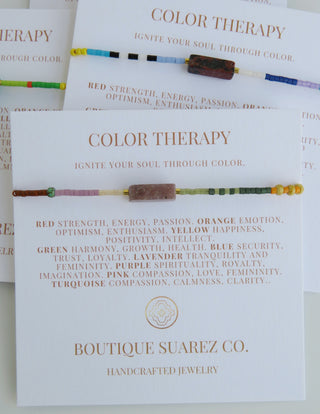 COLOR THERAPY
IGNITE YOUR SOUL THROUGH COLOR.
RED STRENGTH, ENERGY, PASSION, ORANGE
OPTIMISM, ENTHUSIASM.
COLOR THERAPY
IGNITE YOUR SOUL THROUGH COLOR.
RED STRENGTH, ENERGY, PASSION. ORANGE EMOTION,
OPTIMISM, ENTHUSIASM. YELLOW HAPPINESS,
POSITIVITY, INTELLECT.
GREEN HARMONY, GROWTH, HEALTH. BLUE SECURITY,
TRUST, LOYALTY. LAVENDER TRANQUILITY AND
FEMININITY. PURPLE SPIRITUALITY, ROYALTY,
IMAGINATION. PINK COMPASSION, LOVE, FEMININITY.
TURQUOISE COMPASSION, CALMNESS, CLARITY..
BOUTIQUE SUAREZ CO.
HANDCRAFTED JEWELRY